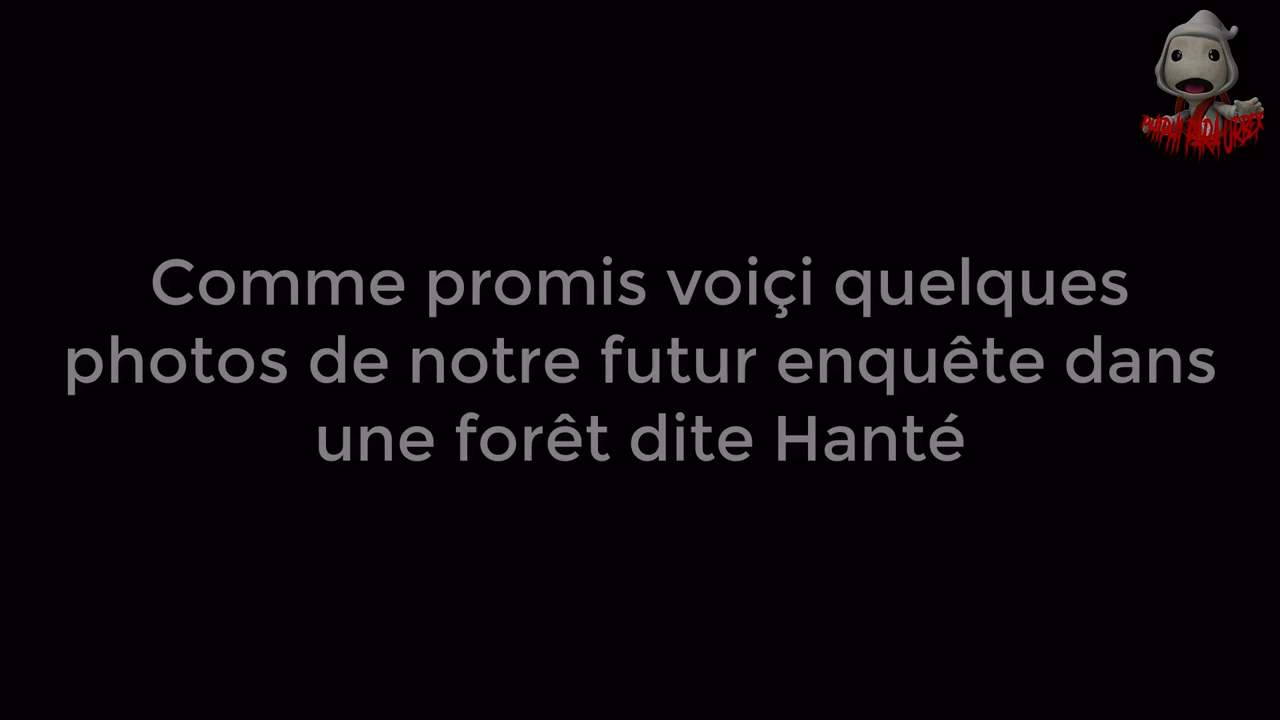 Comme promis voiçi quelques
photos de notre futur enquête dans
une forêt dite Hanté